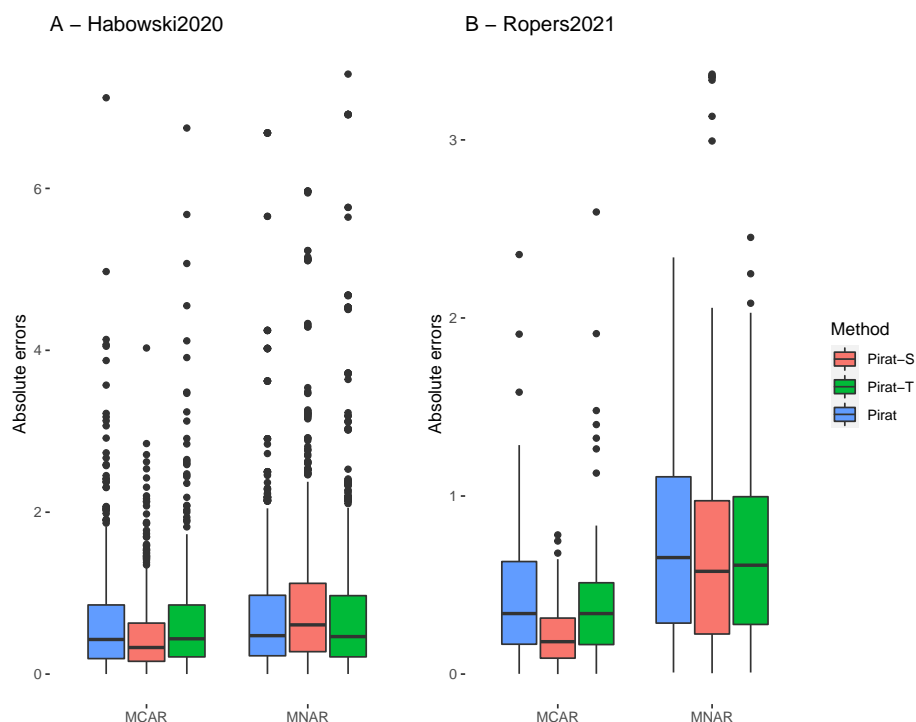 A – Habowski2020
B – Ropers2021
Absolute errors
6
4
2
0
MCAR
MNAR
Absolute errors
3
2
1
0
MCAR
MNAR
Method
Pirat–S
Pirat–T
Pirat